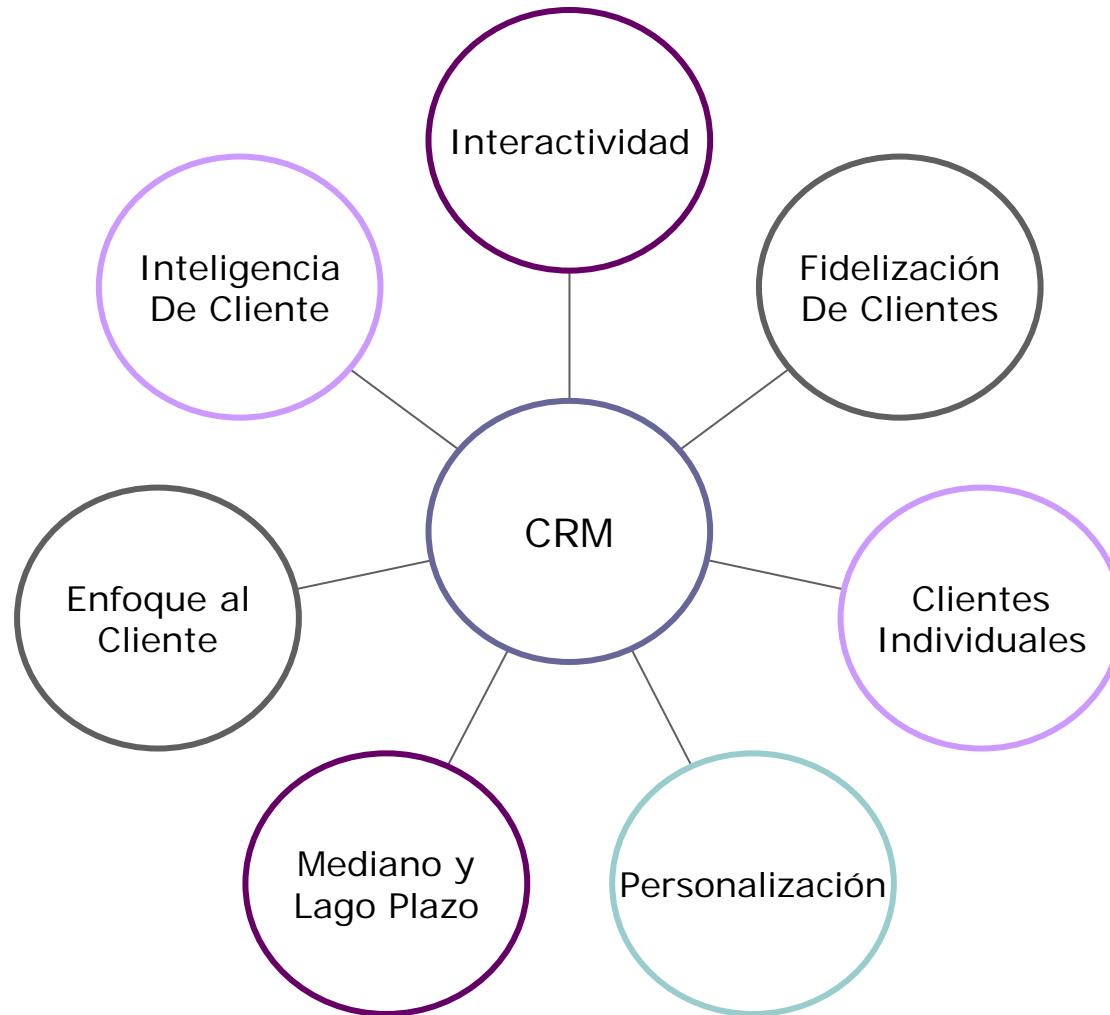 Interactividad
Inteligencia
De Cliente
Fidelización
De Clientes
CRM
Enfoque al
Cliente
Clientes
Individuales
Mediano y
Lago Plazo
Personalización